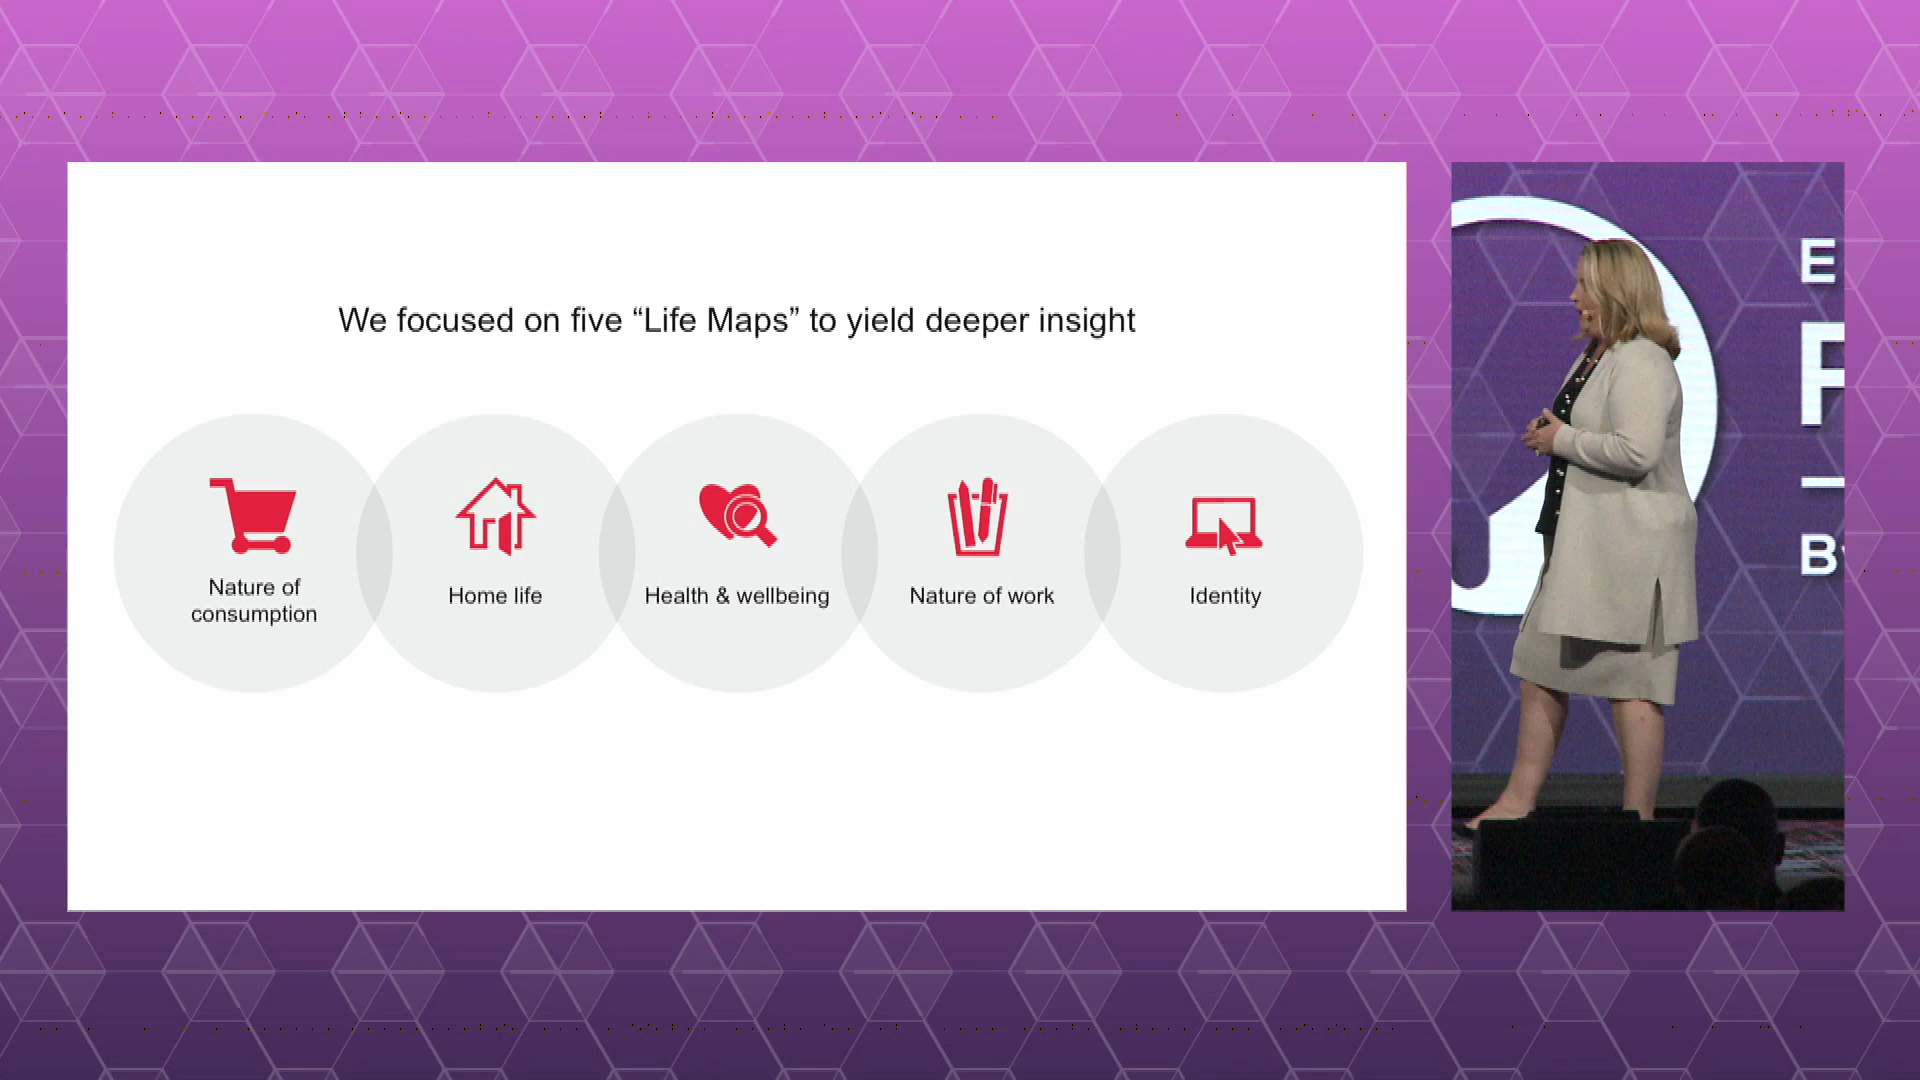 We focused on five “Life Maps” to yield deeper insight
Nature of
consumption
Home life
Health & wellbeing
Nature of work
Identity